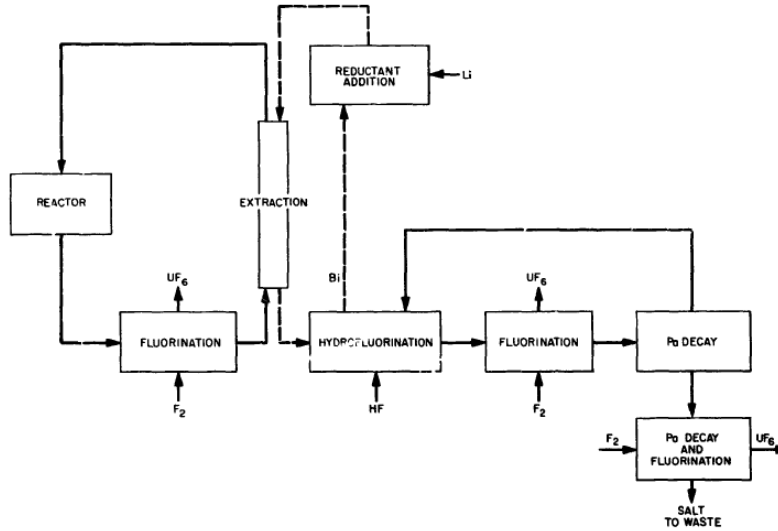 REDUCTANT
ADDITION
Li
REACTOR
EXTRACTION
UF6
Bi
UF6
FLUORINATION
HYDROFLUORINATION
FLUORINATION
Pa DECAY
F2
HF
F2
F2
Pa DECAY
AND
FLUORINATION
UF6
SALT
TO WASTE